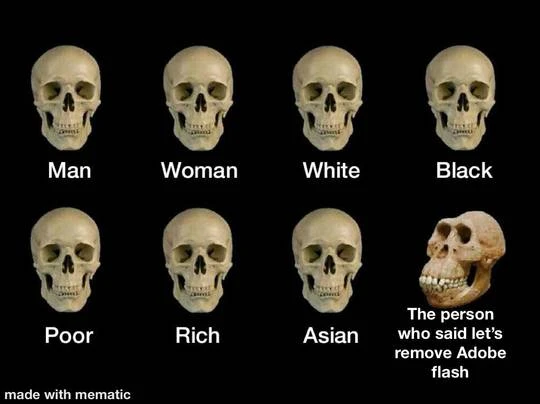 Man
Woman
White
Black
Poor
Rich
Asian
The person
who said let's
remove Adobe
flash
made with mematic